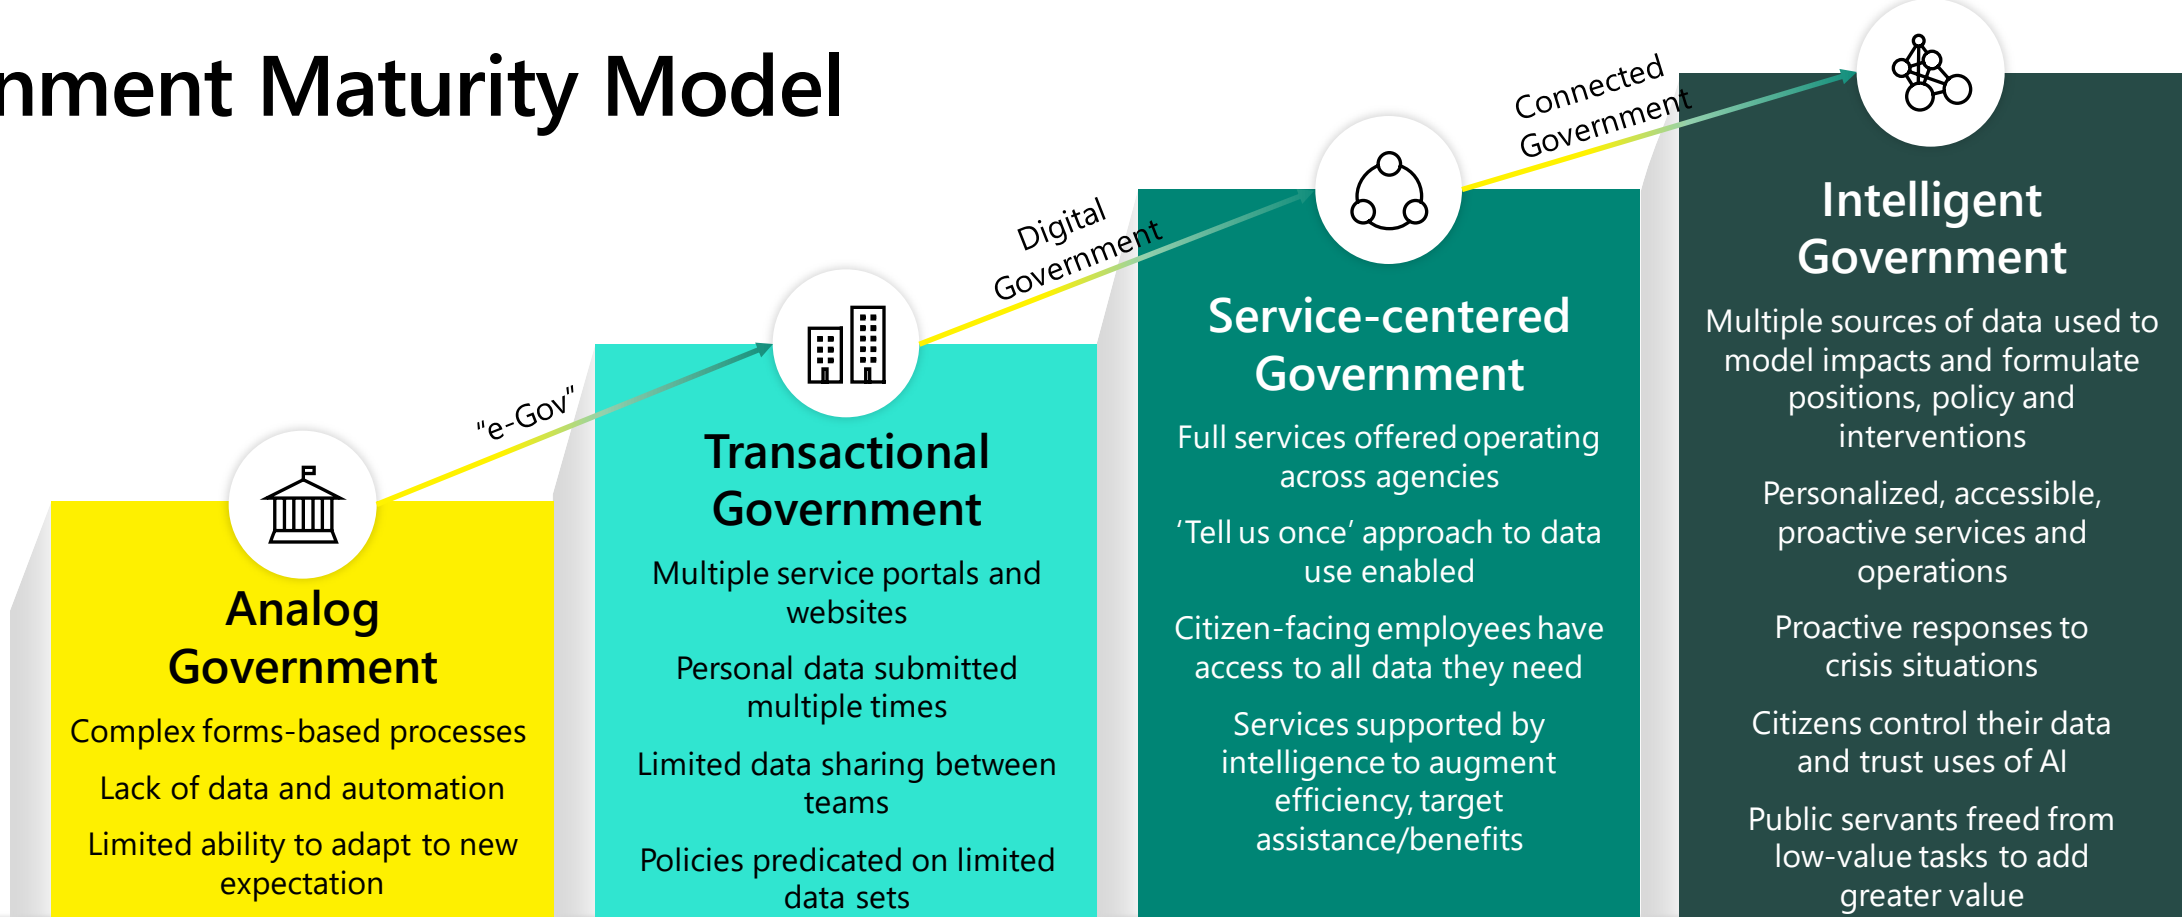 nment Maturity Model
Analog
Government
Complex forms-based processes
Lack of data and automation
Limited ability to adapt to new
expectation
"e-Gov"
Transactional
Government
Multiple service portals and
websites
Personal data submitted
multiple times
Limited data sharing between
teams
Policies predicated on limited
data sets
Digital
Government
Service-centered
Government
Full services offered operating
across agencies
‘Tell us once’ approach to data
use enabled
Citizen-facing employees have
access to all data they need
Services supported by
intelligence to augment
efficiency, target
assistance/benefits
Connected
Government
Intelligent
Government
Multiple sources of data used to
model impacts and formulate
positions, policy and
interventions
Personalized, accessible,
proactive services and
operations
Proactive responses to
crisis situations
Citizens control their data
and trust uses of AI
Public servants freed from
low-value tasks to add
greater value